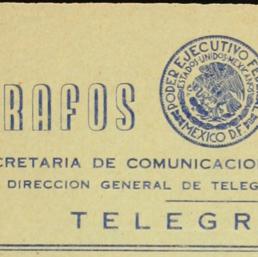 RAFOS
PODER EJECUTIVO FE
ESTADOS UNIDOS MEXICANOS
MEXICO D.F.
CRETARIA DE COMUNICACIO
DIRECCION GENERAL DE TELEG
TELEGR